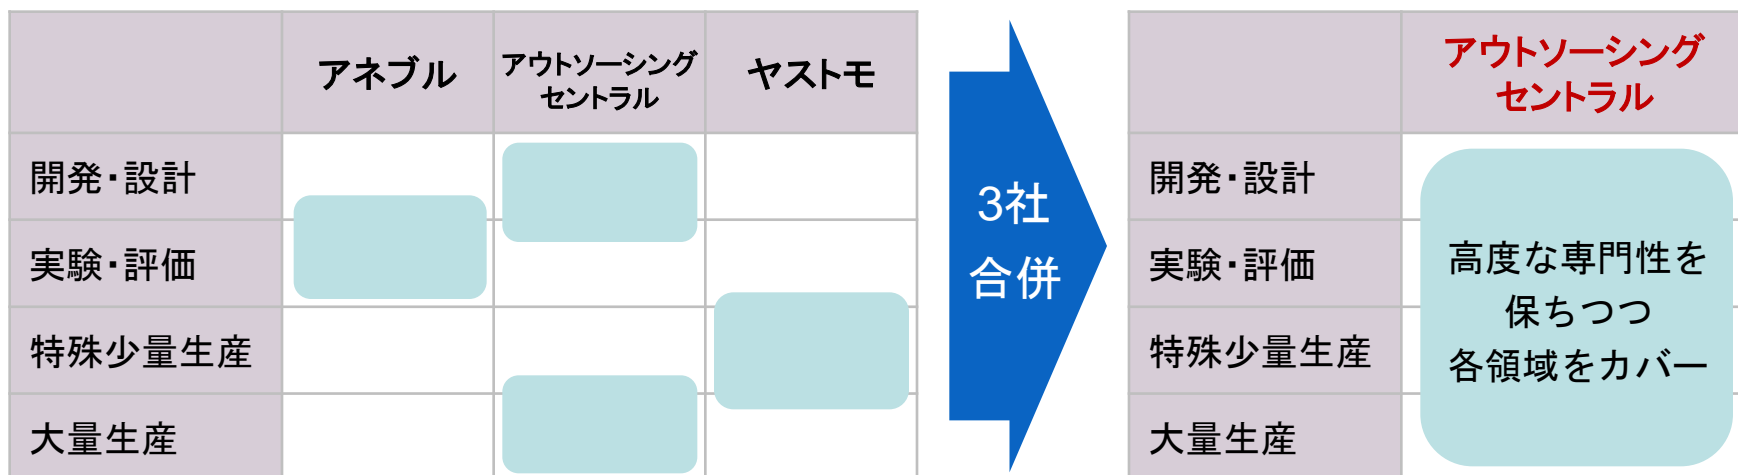 アネブル
アウトソーシング
セントラル
ヤストモ
開発・設計
実験・評価
特殊少量生産
大量生産
3社
合併
アウトソーシング
セントラル
開発・設計
実験・評価
特殊少量生産
大量生産
高度な専門性を
保ちつつ
各領域をカバー